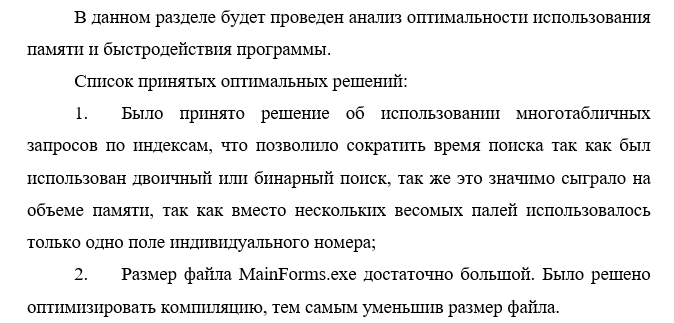 В данном разделе будет проведен анализ оптимальности использования
памяти и быстродействия программы.
Список принятых оптимальных решений:
1. Было принято решение об использовании многотабличных
запросов по индексам, что позволило сократить время поиска так как был
использован двоичный или бинарный поиск, так же это значимо сыграло на
объеме памяти, так как вместо нескольких весомых палей использовалось
только одно поле индивидуального номера;
2. Размер файла MainForms.exe достаточно большой. Было решено
оптимизировать компиляцию, тем самым уменьшив размер файла.